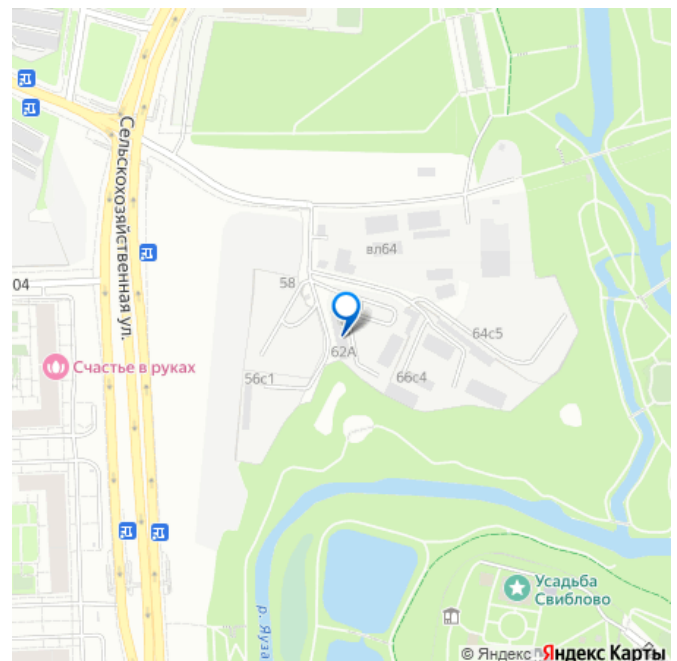 Сельскохозяйственная ул.
вл64
04
58
64с5
62А
Счастье в руках
56с1
66с4
Усадьба
Свиблово
р. Яуза
© Яндекс Яндекс Карты